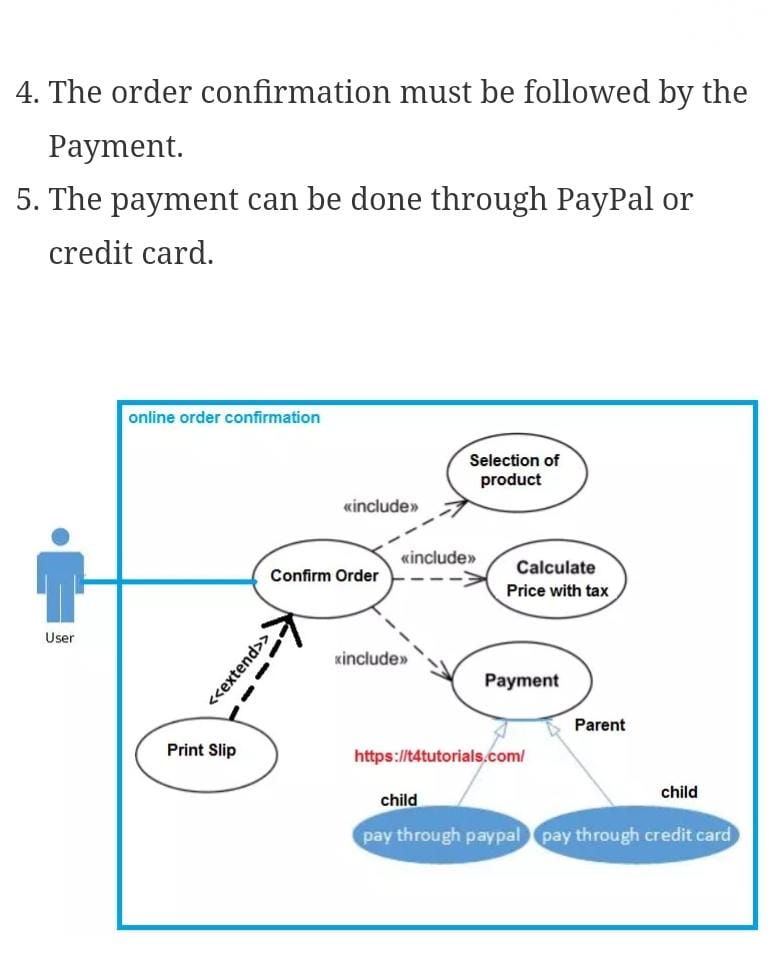 4. The order confirmation must be followed by the
Payment.
5. The payment can be done through PayPal or
credit card.
online order confirmation
Selection of
product
«include»
«include»
Calculate
Price with tax
Confirm Order
User
<<extend>>
«include»
Payment
Parent
Print Slip
https://t4tutorials.com/
child
child
pay through paypal
pay through credit card